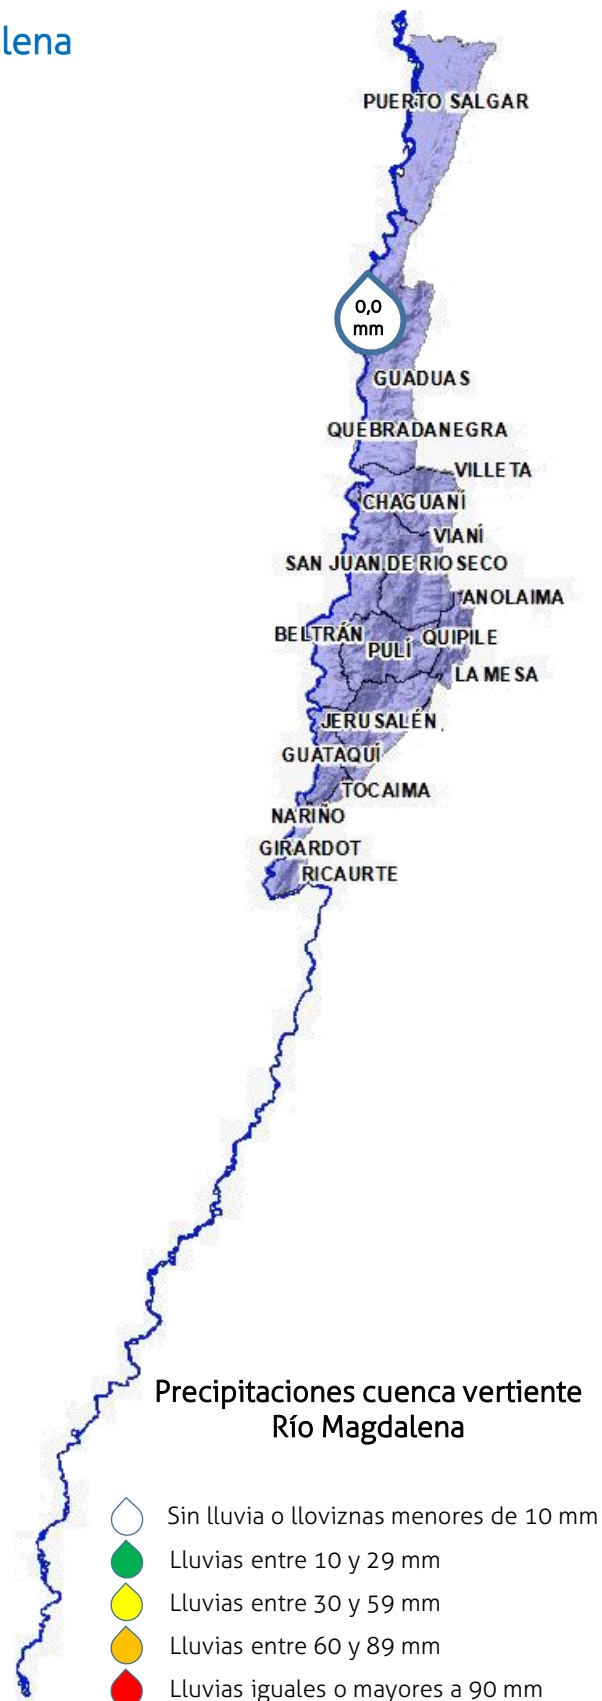 lena
PUERTO SALGAR
0,0
mm
GUADUAS
QUEBRADANEGRA
VILLETA
CHAGUANÍ
VIANÍ
SAN JUAN DE RIO SECO
ANOLAIMA
BELTRÁN
QUIPILE
PULÍ
LA MESA
JERUSALÉN
GUATAQUÍ
TOCAIMA
NARIÑO
GIRARDOT
RICAURTE
Precipitaciones cuenca vertiente
Río Magdalena
Sin lluvia o lloviznas menores de 10 mm
Lluvias entre 10 y 29 mm
Lluvias entre 30 y 59 mm
Lluvias entre 60 y 89 mm
Lluvias iguales o mayores a 90 mm